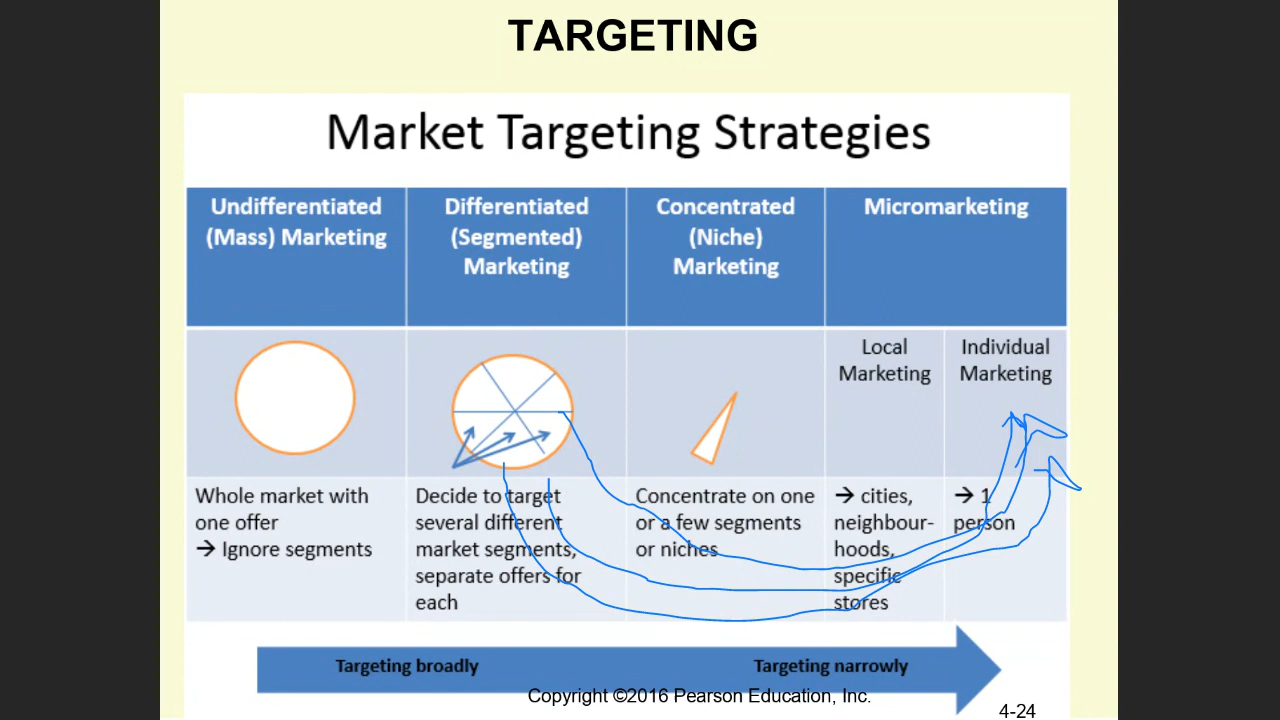 TARGETING
Market Targeting Strategies
Undifferentiated
(Mass) Marketing
Differentiated
(Segmented)
Marketing
Concentrated
(Niche)
Marketing
Micromarketing
Local
Marketing
Individual
Marketing
Whole market with
one offer
→ Ignore segments
Decide to target
several different
market segments,
separate offers for
each
Concentrate on one
or a few segments
or niches
→ cities,
neighbour-
hoods,
specific
stores
→ 1
person
Targeting broadly
Targeting narrowly
Copyright ©2016 Pearson Education, Inc.
4-24